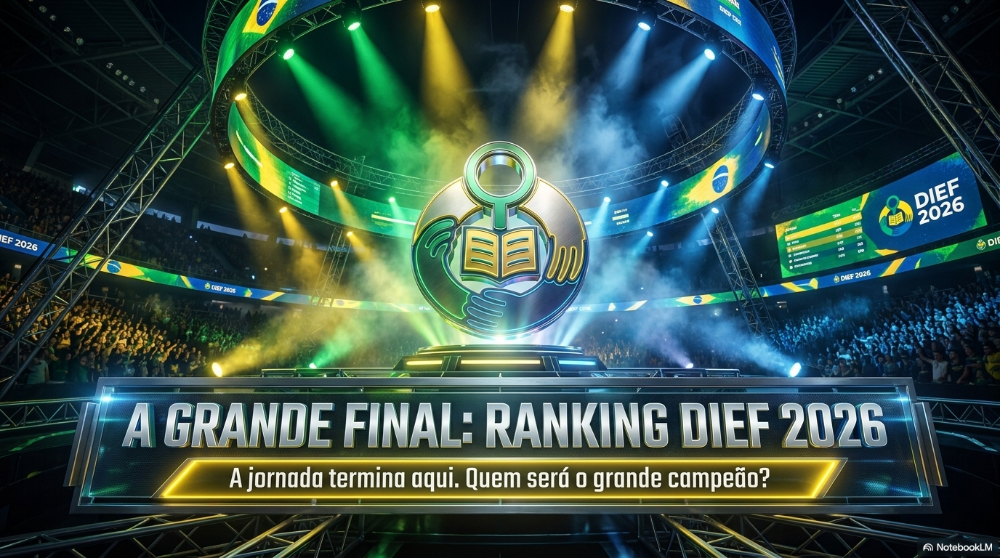 DIEF
2026
IEF 2026
DIEF 2026
DIEF 2026
A GRANDE FINAL: RANKING DIEF 2026
A jornada termina aqui. Quem será o grande campeão?
NotebookLM